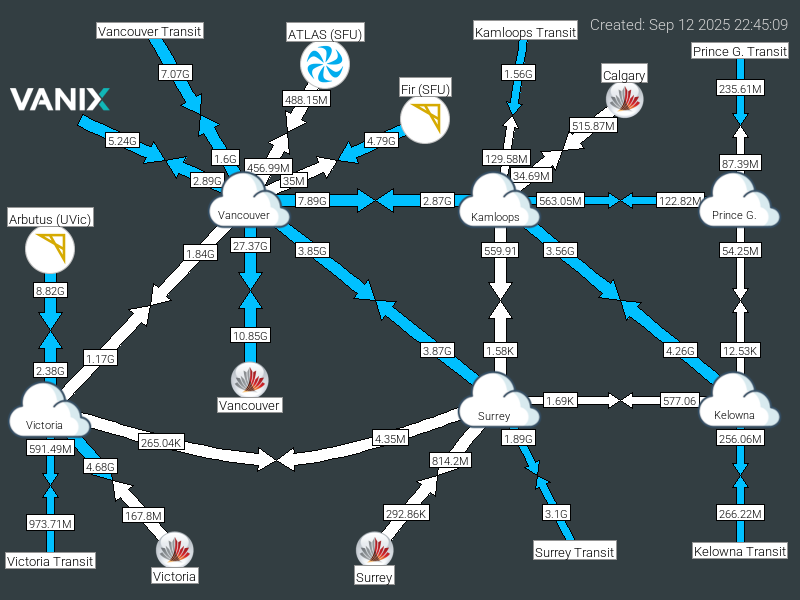 Created: Sep 12 2025 22:45:09
Vancouver Transit
ATLAS (SFU)
Kamloops Transit
Prince G. Transit
7.07G
1.56G
Calgary
235.61M
VANIX
488.15M
Fir (SFU)
515.87M
5.24G
4.79G
1.6G
456.99M
129.58M
87.39M
2.89G
35M
34.69M
7.89G
2.87G
563.05M
122.82M
Vancouver
Kamloops
Prince G.
Arbutus (UVic)
1.84G
27.37G
3.85G
559.91
3.56G
54.25M
8.82G
10.85G
1.17G
3.87G
1.58K
4.26G
12.53K
2.38G
Vancouver
1.69K
577.06
Victoria
Surrey
Kelowna
591.49M
265.04K
4.35M
1.89G
256.06M
4.68G
814.2M
973.71M
167.8M
292.86K
3.1G
266.22M
Victoria Transit
Victoria
Surrey
Surrey Transit
Kelowna Transit